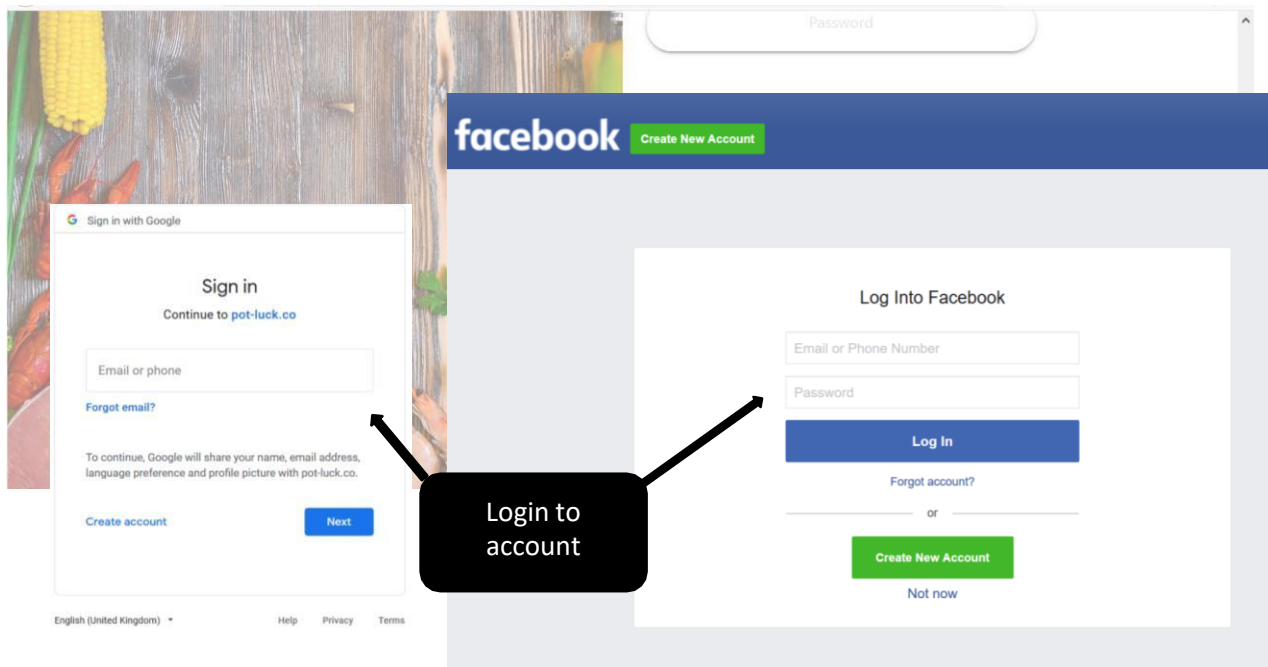 Password
facebook
Create New Account
Sign in with Google
Sign in
Continue to pot-luck.co
Email or phone
Forgot email?
To continue, Google will share your name, email address,
language preference and profile picture with pot-luck.co.
Create account
Next
English (United Kingdom)
Help
Privacy
Terms
Login to
account
Log Into Facebook
Email or Phone Number
Password
Log In
Forgot account?
or
Create New Account
Not now